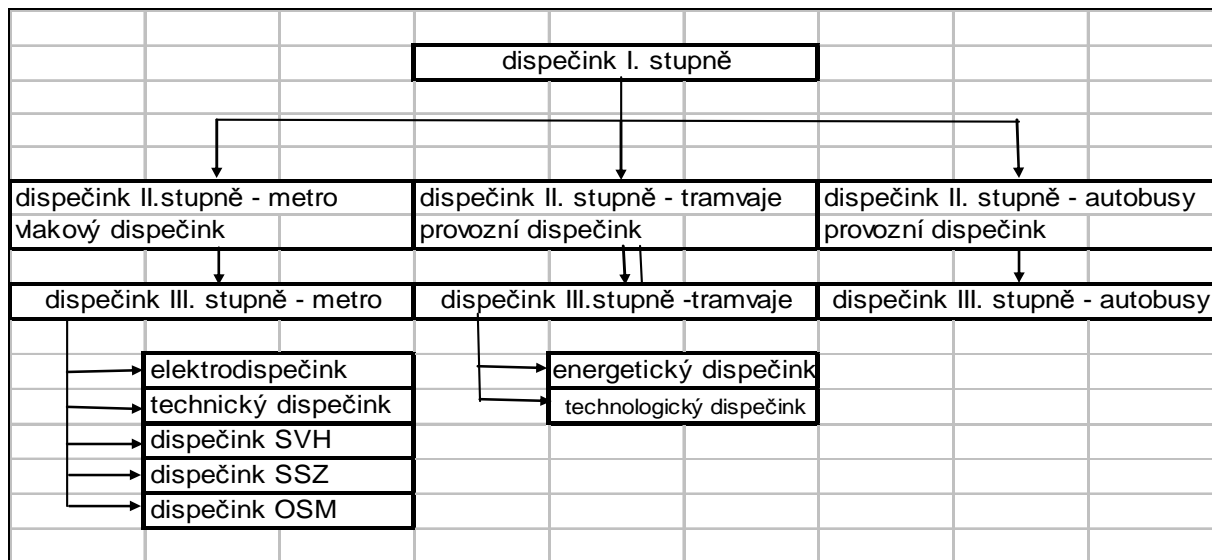 dispečink I. stupně
dispečink II.stupně - metro
vlakový dispečink
dispečink II. stupně - tramvaje
provozní dispečink
dispečink II. stupně - autobusy
provozní dispečink
dispečink III. stupně - metro
dispečink III.stupně -tramvaje
dispečink III. stupně - autobusy
elektrodispečink
technický dispečink
dispečink SVH
dispečink SSZ
dispečink OSM
energetický dispečink
technologický dispečink